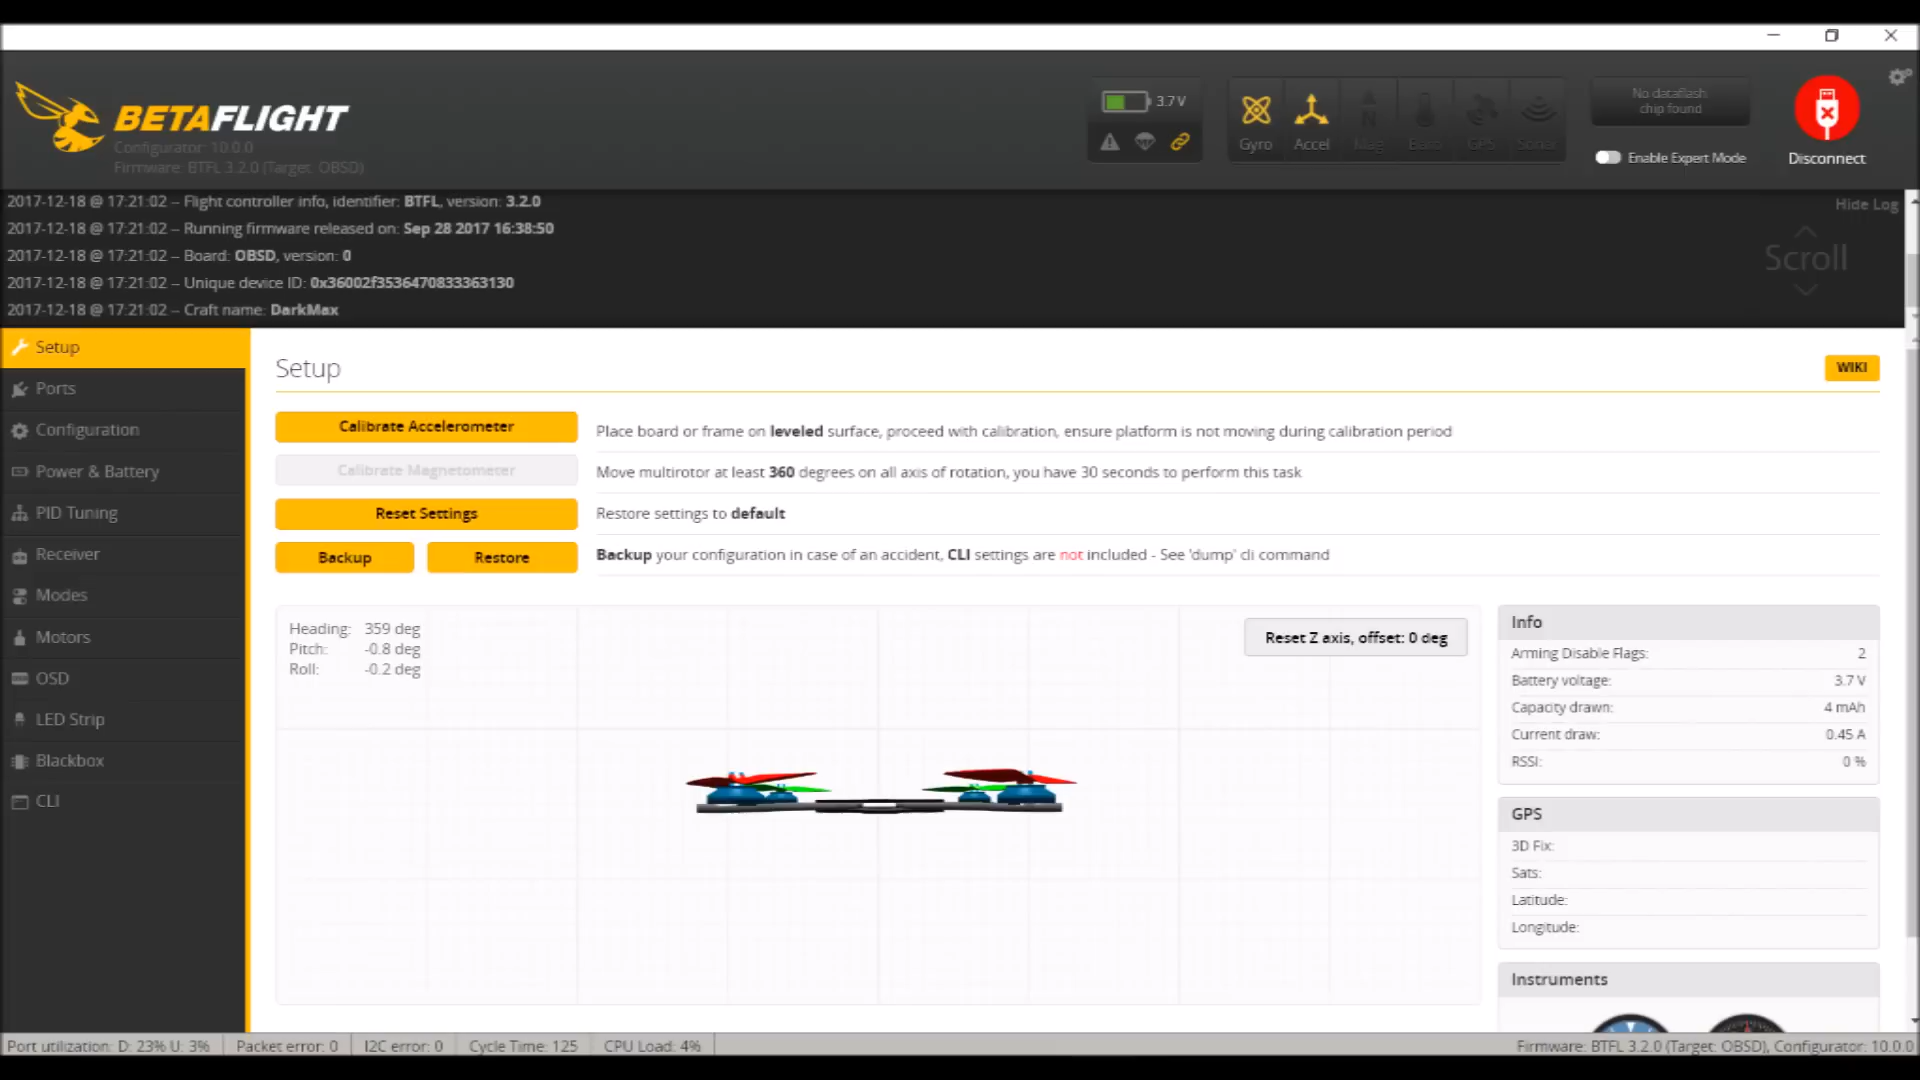 BETAFLIGHT
Configurator: 10.0.0
Firmware: BTFL 3.2.0 (Target: OBSD)
3.7 V
Gyro
Accel
Mag
Baro
GPS
Sonar
No dataflash
chip found
Enable Expert Mode
Disconnect
2017-12-18 @ 17:21:02 -- Flight controller info, identifier: BTFL, version: 3.2.0
2017-12-18 @ 17:21:02 -- Running firmware released on: Sep 28 2017 16:38:50
2017-12-18 @ 17:21:02 -- Board: OBSD, version: 0
2017-12-18 @ 17:21:02 -- Unique device ID: 0x36002f3536470833363130
2017-12-18 @ 17:21:02 -- Craft name: DarkMax
Hide Log
Scroll
Setup
Ports
Configuration
Power & Battery
PID Tuning
Receiver
Modes
Motors
OSD
LED Strip
Blackbox
CLI
Setup
WIKI
Calibrate Accelerometer
Place board or frame on leveled surface, proceed with calibration, ensure platform is not moving during calibration period
Calibrate Magnetometer
Move multirotor at least 360 degrees on all axis of rotation, you have 30 seconds to perform this task
Reset Settings
Restore settings to default
Backup
Restore
Backup your configuration in case of an accident, CLI settings are not included - See 'dump' cli command
Heading: 359 deg
Pitch: -0.8 deg
Roll: -0.2 deg
Reset Z axis, offset: 0 deg
Info
Arming Disable Flags: 2
Battery voltage: 3.7 V
Capacity drawn: 4 mAh
Current draw: 0.45 A
RSSI: 0 %
GPS
3D Fix:
Sats:
Latitude:
Longitude:
Instruments
Port utilization: D: 23% U: 3%
Packet error: 0
I2C error: 0
Cycle Time: 125
CPU Load: 4%
Firmware: BTFL 3.2.0 (Target: OBSD), Configurator: 10.0.0